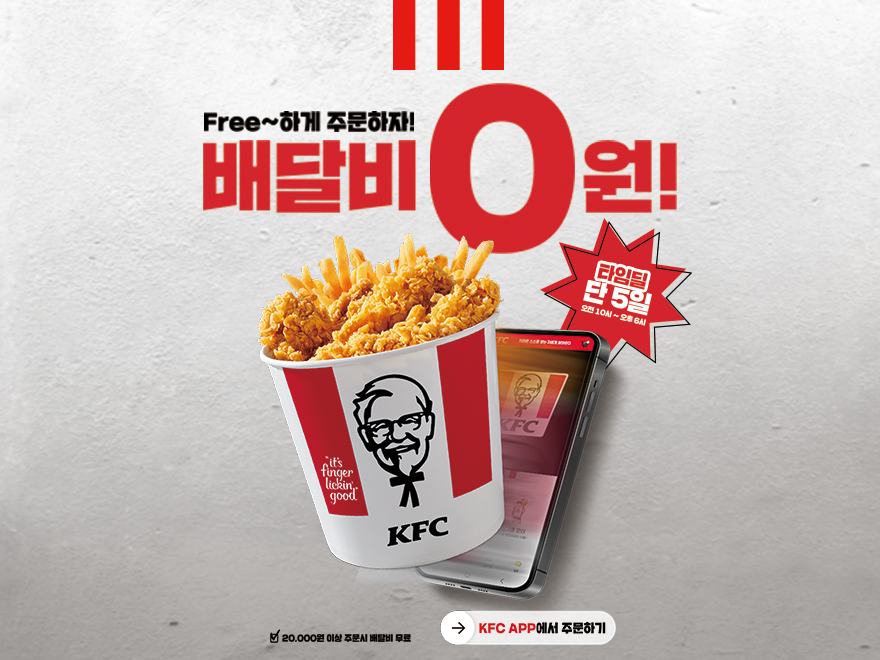 Free~하게 주문하자!
배달비 0원!
타임딜
단 5일
오전 10시 ~ 오후 6시
KFC
KFC
"it's
finger
lickin'
good"
KFC
20.000원 이상 주문시 배달비 무료
KFC APP에서 주문하기